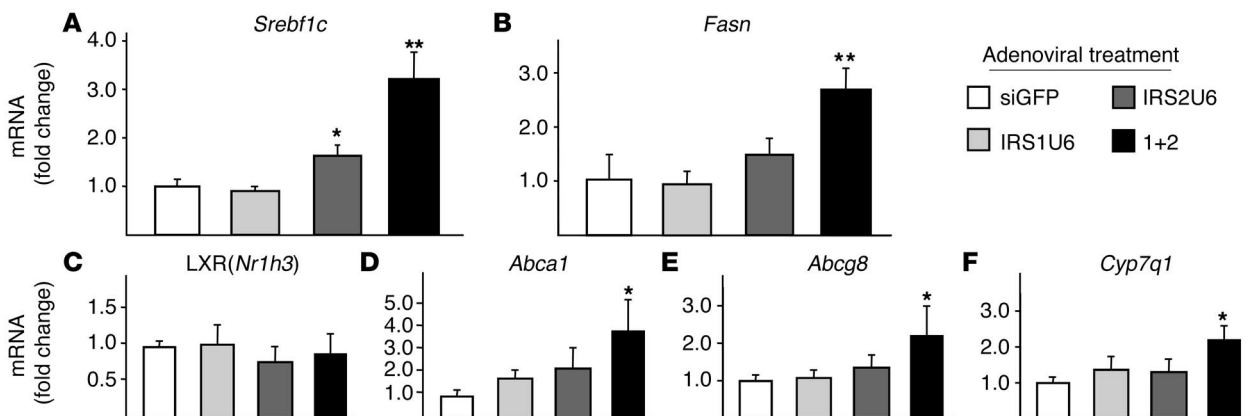 A
Srebf1c
4.0
3.0
2.0
1.0
mRNA
(fold change)
*
**
B
Fasn
3.0
2.0
1.0
**
Adenoviral treatment
siGFP
IRS2U6
IRS1U6
1+2
C
LXR(Nr1h3)
1.5
1.0
0.5
mRNA
(fold change)
D
Abca1
5.0
4.0
3.0
2.0
1.0
*
E
Abcg8
3.0
2.0
1.0
*
F
Cyp7q1
3.0
2.0
1.0
*